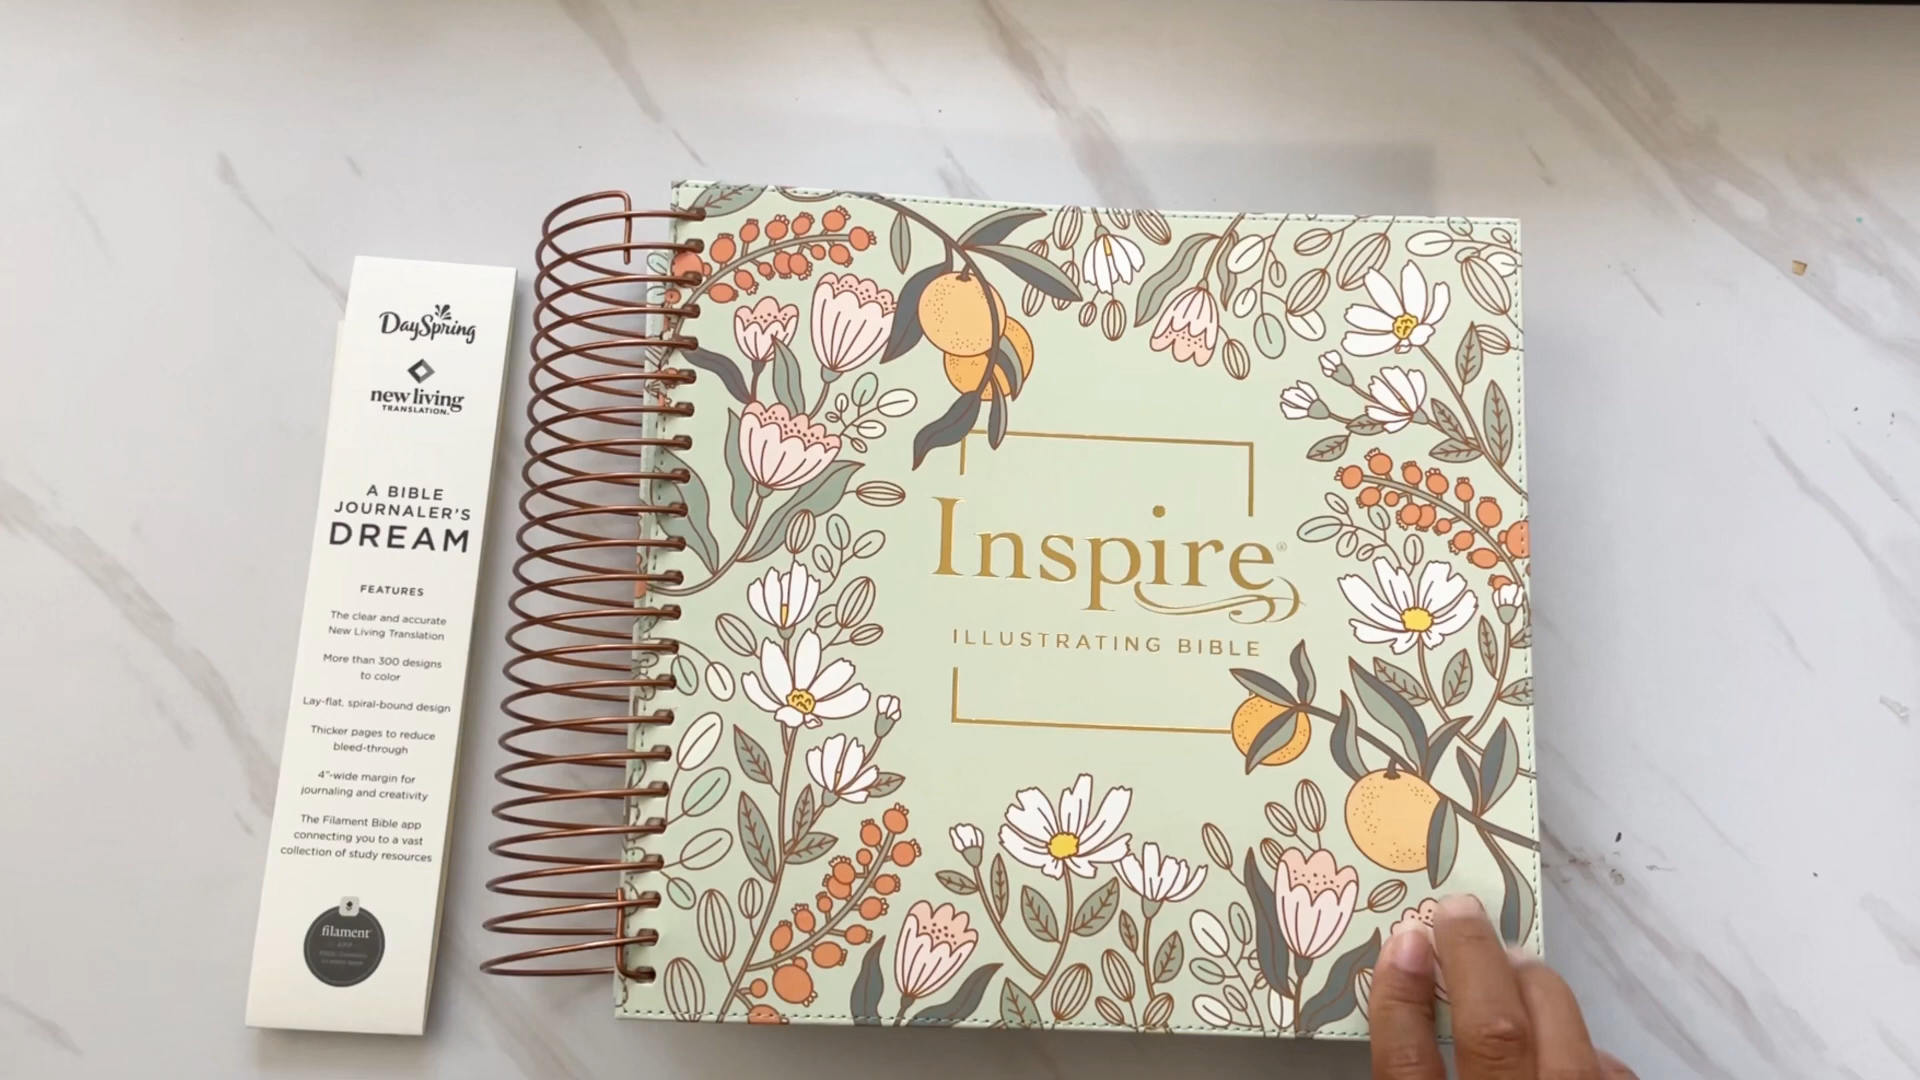 DaySpring
new living
TRANSLATION.
A BIBLE
JOURNALER'S
DREAM
FEATURES
The clear and accurate
New Living Translation
More than 300 designs
to color
Lay-flat, spiral-bound design
Thicker pages to reduce
bleed-through
4"-wide margin for
journaling and creativity
The Filament Bible app
connecting you to a vast
collection of study resources
filament
APP
Inspire®
ILLUSTRATING BIBLE